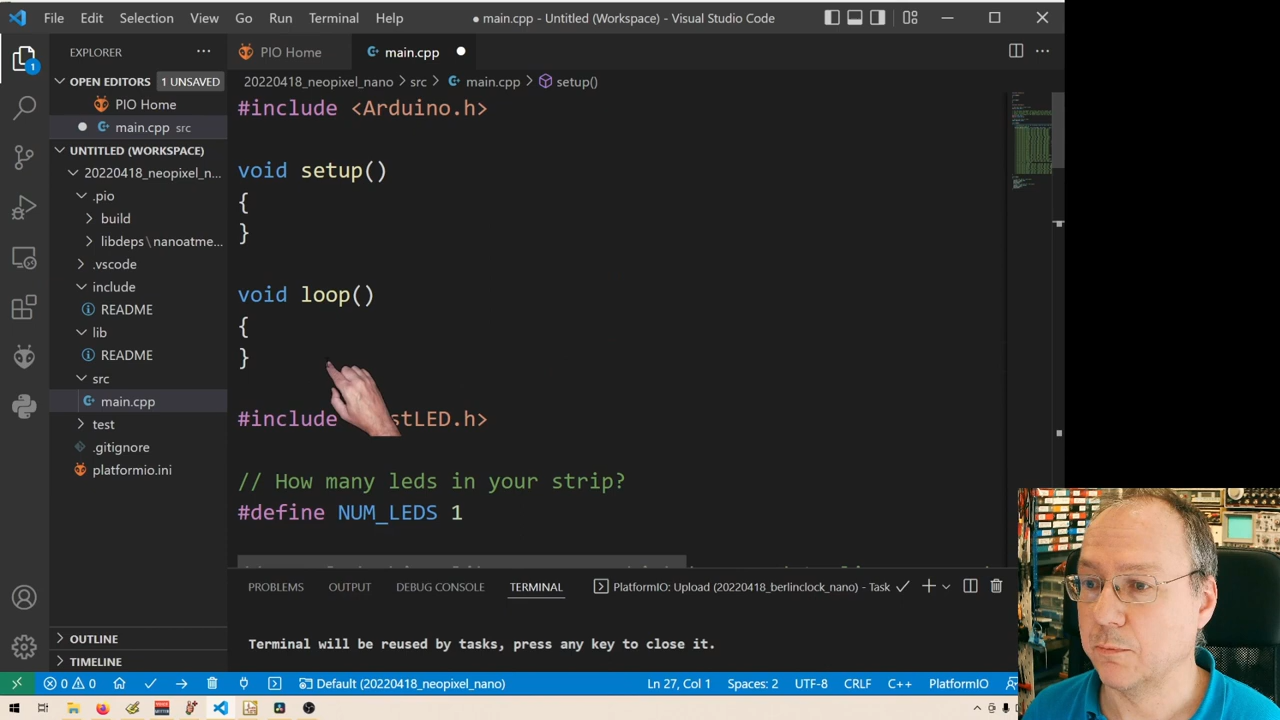 File Edit Selection View Go Run Terminal Help
● main.cpp - Untitled (Workspace) - Visual Studio Code
EXPLORER
OPEN EDITORS 1 UNSAVED
PIO Home
main.cpp src
UNTITLED (WORKSPACE)
20220418_neopixel_n...
.pio
build
libdeps\nanoatme...
.vscode
include
README
lib
README
src
main.cpp
test
.gitignore
platformio.ini
OUTLINE
TIMELINE
1
PIO Home
main.cpp
20220418_neopixel_nano > src > main.cpp > setup()
#include <Arduino.h>
void setup()
{
}
void loop()
{
}
#include stLED.h>
// How many leds in your strip?
#define NUM_LEDS 1
PROBLEMS OUTPUT DEBUG CONSOLE TERMINAL
PlatformIO: Upload (20220418_berlinclock_nano) - Task
Terminal will be reused by tasks, press any key to close it.
0 0 Default (20220418_neopixel_nano) Ln 27, Col 1 Spaces: 2 UTF-8 CRLF C++ PlatformIO